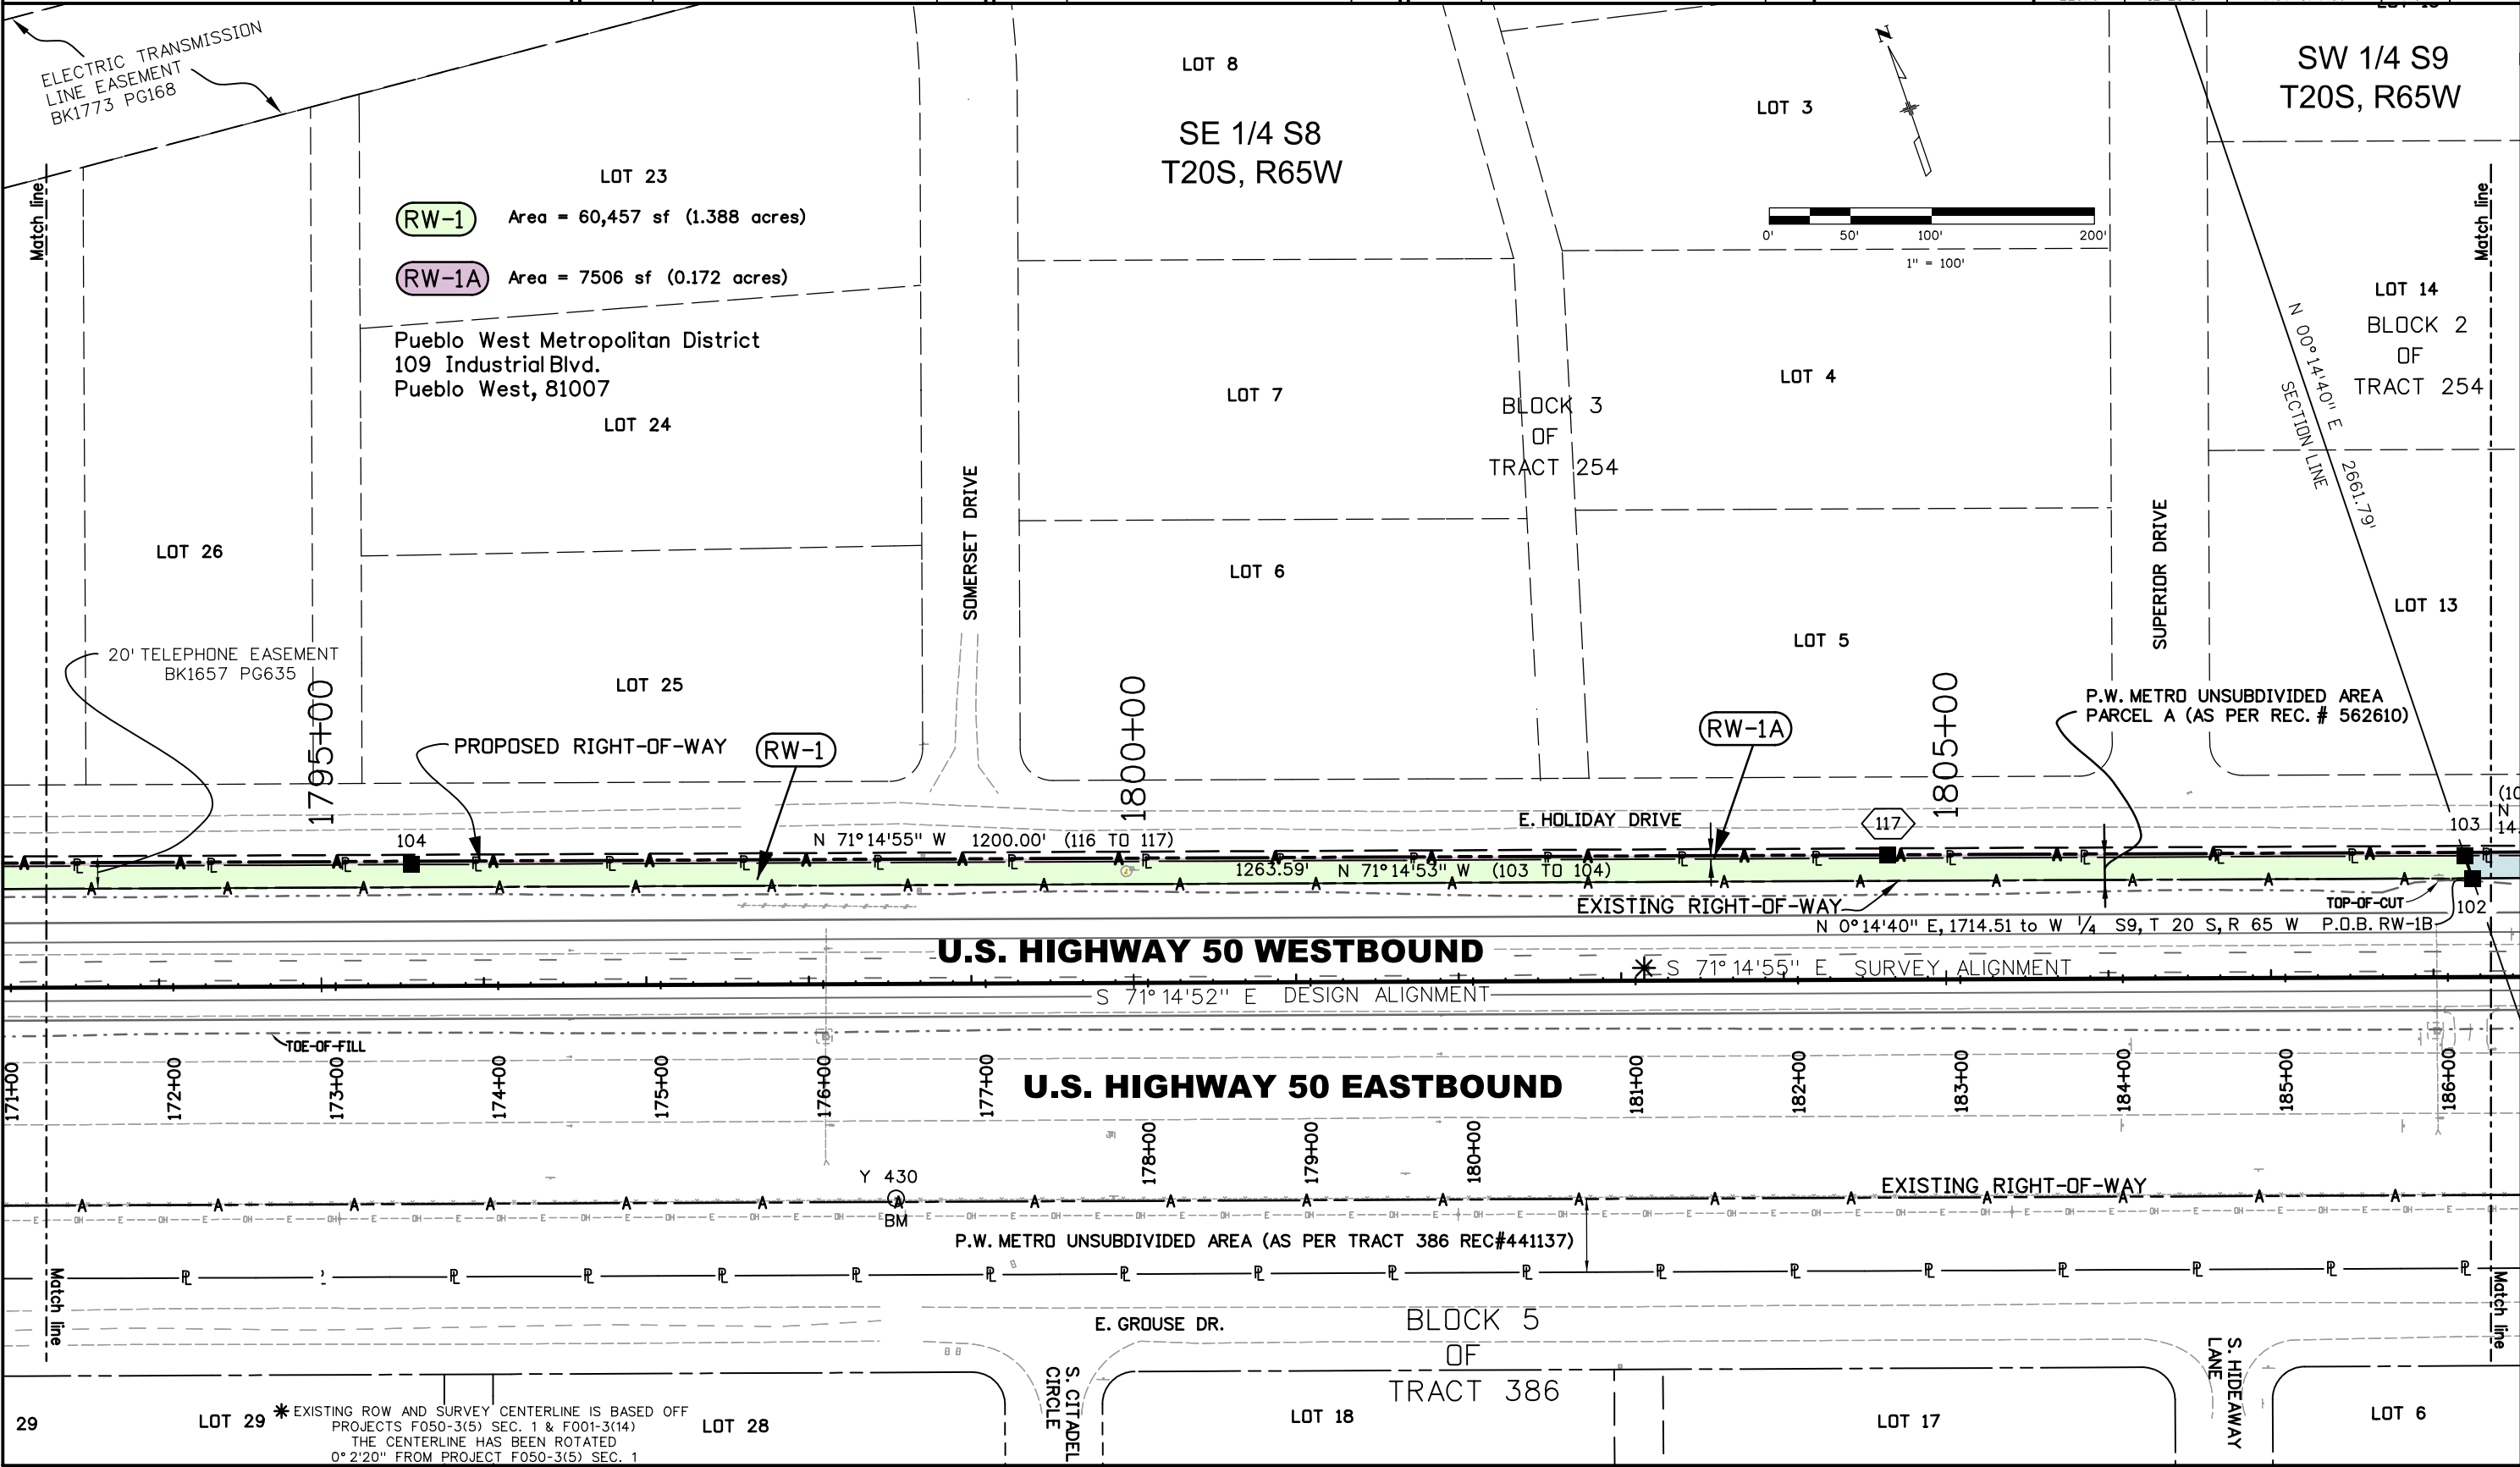 ELECTRIC TRANSMISSION
LINE EASEMENT
BK1773 PG168
LOT 8
SE 1/4 S8
T20S, R65W
N
LOT 3
SW 1/4 S9
T20S, R65W
Match line
LOT 23
RW-1 Area = 60,457 sf (1.388 acres)
RW-1A Area = 7506 sf (0.172 acres)
Pueblo West Metropolitan District
109 Industrial Blvd.
Pueblo West, 81007
LOT 24
0' 50' 100' 200'
1" = 100'
Match line
LOT 14
BLOCK 2
OF
TRACT 254
N 00°14'40" E 2661.79'
SECTION LINE
LOT 7
BLOCK 3
OF
TRACT 254
LOT 4
LOT 26
SOMERSET DRIVE
LOT 6
SUPERIOR DRIVE
LOT 13
LOT 5
20' TELEPHONE EASEMENT
BK1657 PG635
LOT 25
1795+00
1800+00
1805+00
P.W. METRO UNSUBDIVIDED AREA
PARCEL A (AS PER REC. # 562610)
PROPOSED RIGHT-OF-WAY
RW-1
RW-1A
E. HOLIDAY DRIVE
117
104
N 71°14'55" W 1200.00' (116 TO 117)
103
(10
N
14
1263.59' N 71°14'53" W (103 TO 104)
EXISTING RIGHT-OF-WAY
TOP-OF-CUT
102
N 0°14'40" E, 1714.51 to W 1/4 S9, T 20 S, R 65 W P.O.B. RW-1B
U.S. HIGHWAY 50 WESTBOUND
S 71°14'55" E SURVEY ALIGNMENT
S 71°14'52" E DESIGN ALIGNMENT
TOE-OF-FILL
171+00
172+00
173+00
174+00
175+00
176+00
177+00
178+00
179+00
180+00
181+00
182+00
183+00
184+00
185+00
186+00
U.S. HIGHWAY 50 EASTBOUND
Y 430
BM
EXISTING RIGHT-OF-WAY
P.W. METRO UNSUBDIVIDED AREA (AS PER TRACT 386 REC#441137)
Match line
Match line
E. GROUSE DR.
BLOCK 5
OF
TRACT 386
S. CITADEL
CIRCLE
S. HIDEAWAY
LANE
29
LOT 29
LOT 28
LOT 18
LOT 17
LOT 6
EXISTING ROW AND SURVEY CENTERLINE IS BASED OFF
PROJECTS F050-3(5) SEC. 1 & F001-3(14)
THE CENTERLINE HAS BEEN ROTATED
0°2'20" FROM PROJECT F050-3(5) SEC. 1